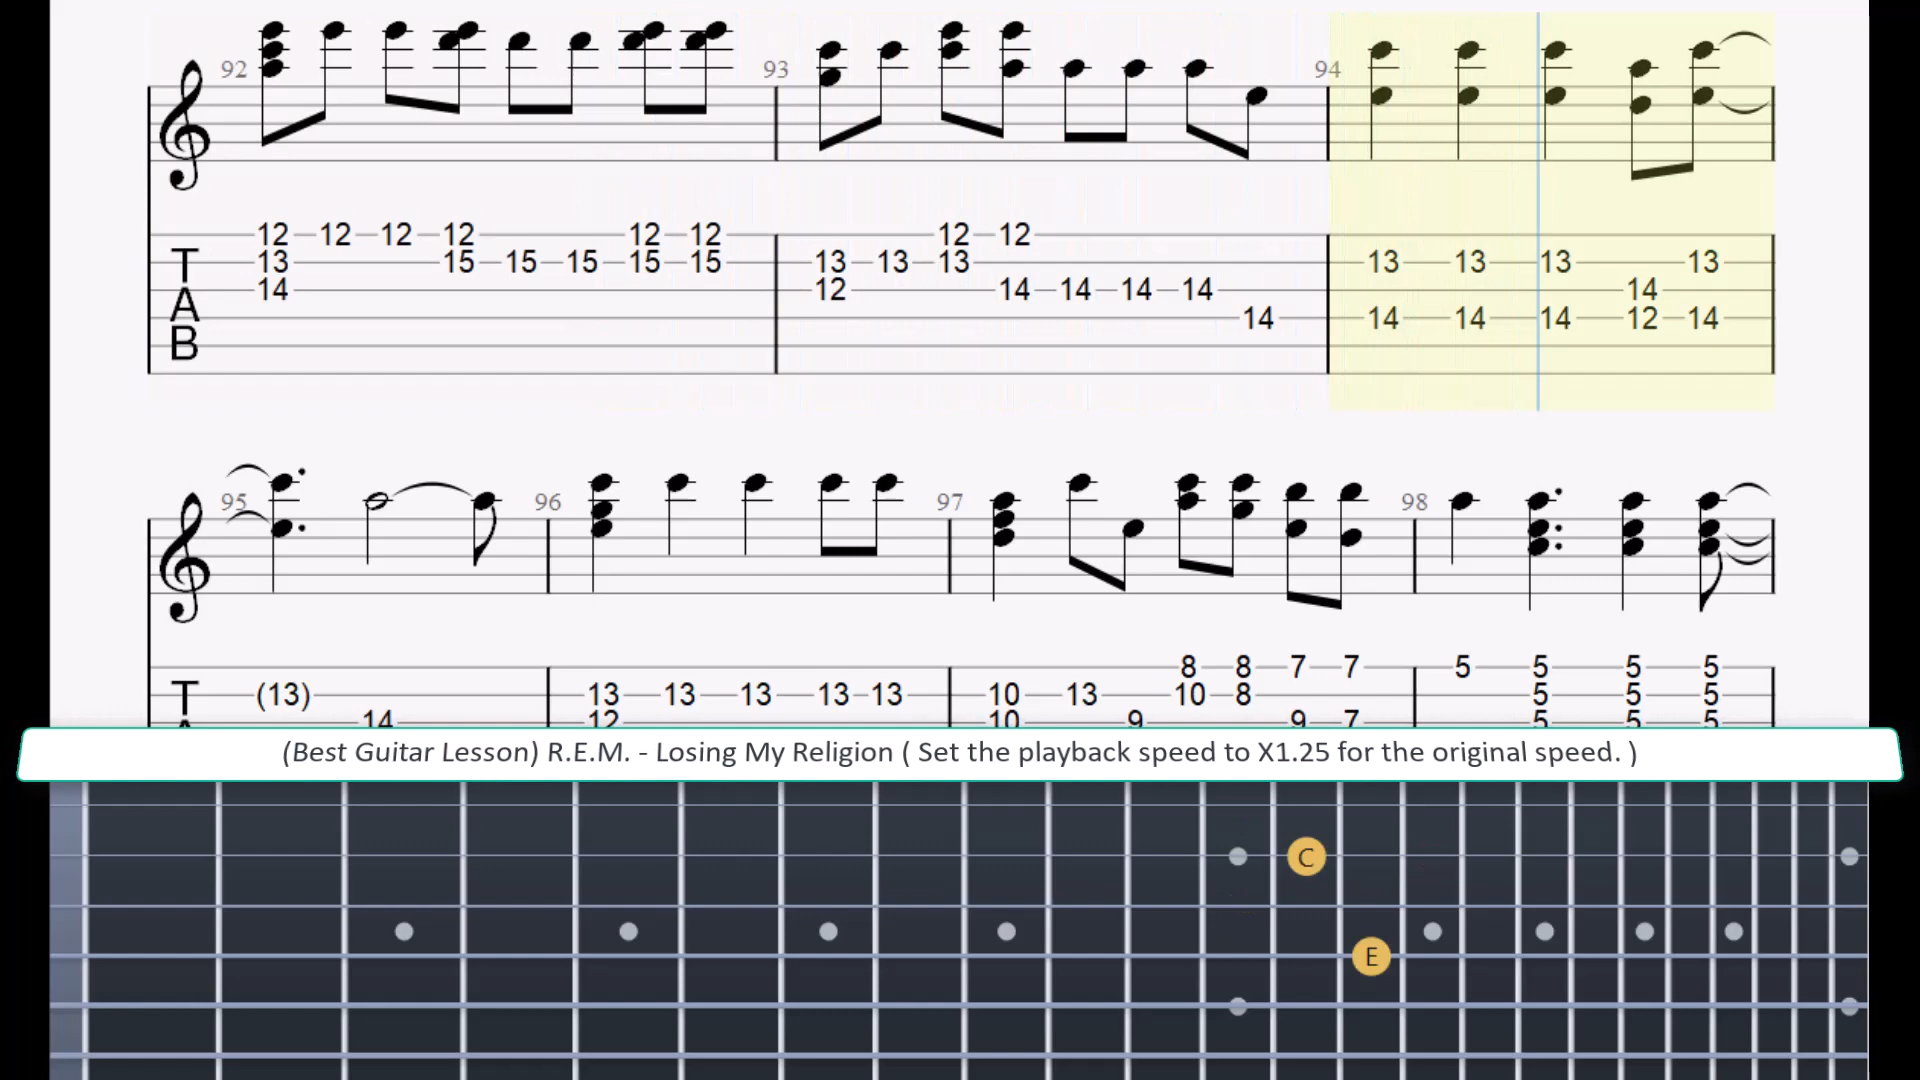 92 93 94
12 12 12 12 12 12 12 12
T 13 15 15 15 15 15 13 13 13 13 13 13 13
A 14 12 14 14 14 14 14
14 14 14 14 12 14
B
95 96 97 98
8 8 7 7 5 5 5 5
T (13) 13 13 13 13 13 10 13 10 8 5 5 5
14 12 10 9 9 7 5 5 5
(Best Guitar Lesson) R.E.M. - Losing My Religion ( Set the playback speed to X1.25 for the original speed. )
C
E